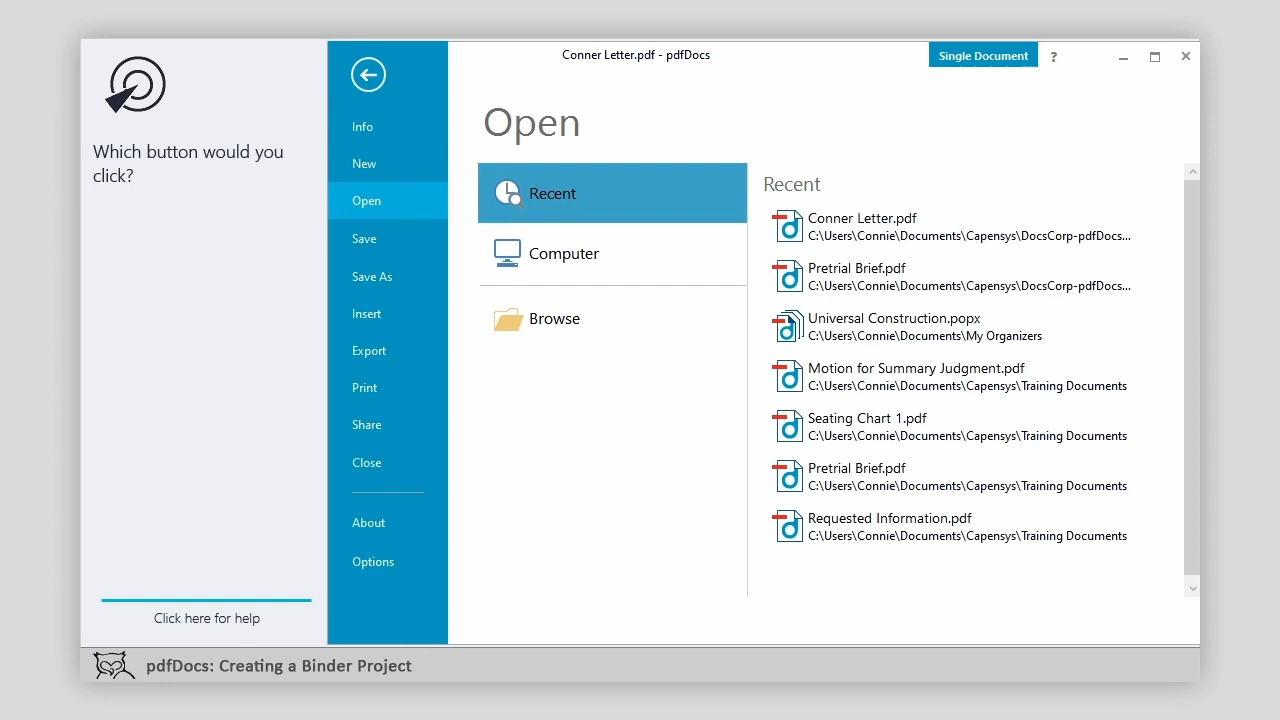 Conner Letter.pdf - pdfDocs
Single Document
?
Which button would you
click?
Click here for help
Info
New
Open
Save
Save As
Insert
Export
Print
Share
Close
About
Options
Open
Recent
Computer
Browse
Recent
Conner Letter.pdf
C:\Users\Connie\Documents\Capensys\DocsCorp-pdfDocs...
Pretrial Brief.pdf
C:\Users\Connie\Documents\Capensys\DocsCorp-pdfDocs...
Universal Construction.popx
C:\Users\Connie\Documents\My Organizers
Motion for Summary Judgment.pdf
C:\Users\Connie\Documents\Capensys\Training Documents
Seating Chart 1.pdf
C:\Users\Connie\Documents\Capensys\Training Documents
Pretrial Brief.pdf
C:\Users\Connie\Documents\Capensys\Training Documents
Requested Information.pdf
C:\Users\Connie\Documents\Capensys\Training Documents
pdfDocs: Creating a Binder Project